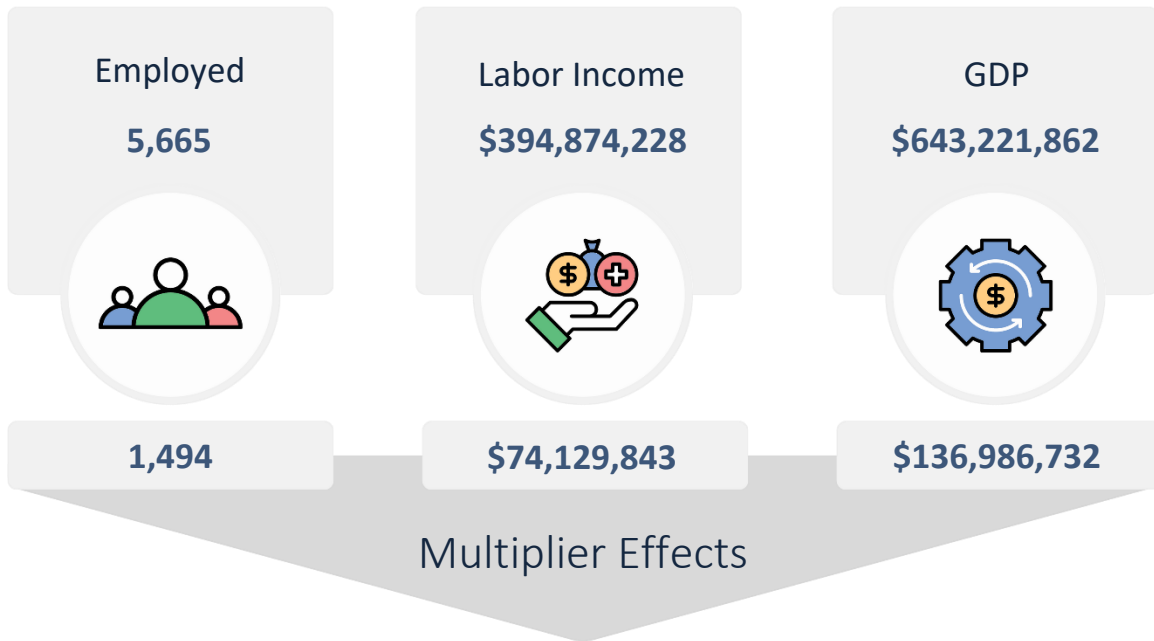 Employed
5,665
Labor Income
$394,874,228
GDP
$643,221,862
$
$
1,494
$74,129,843
$136,986,732
Multiplier Effects